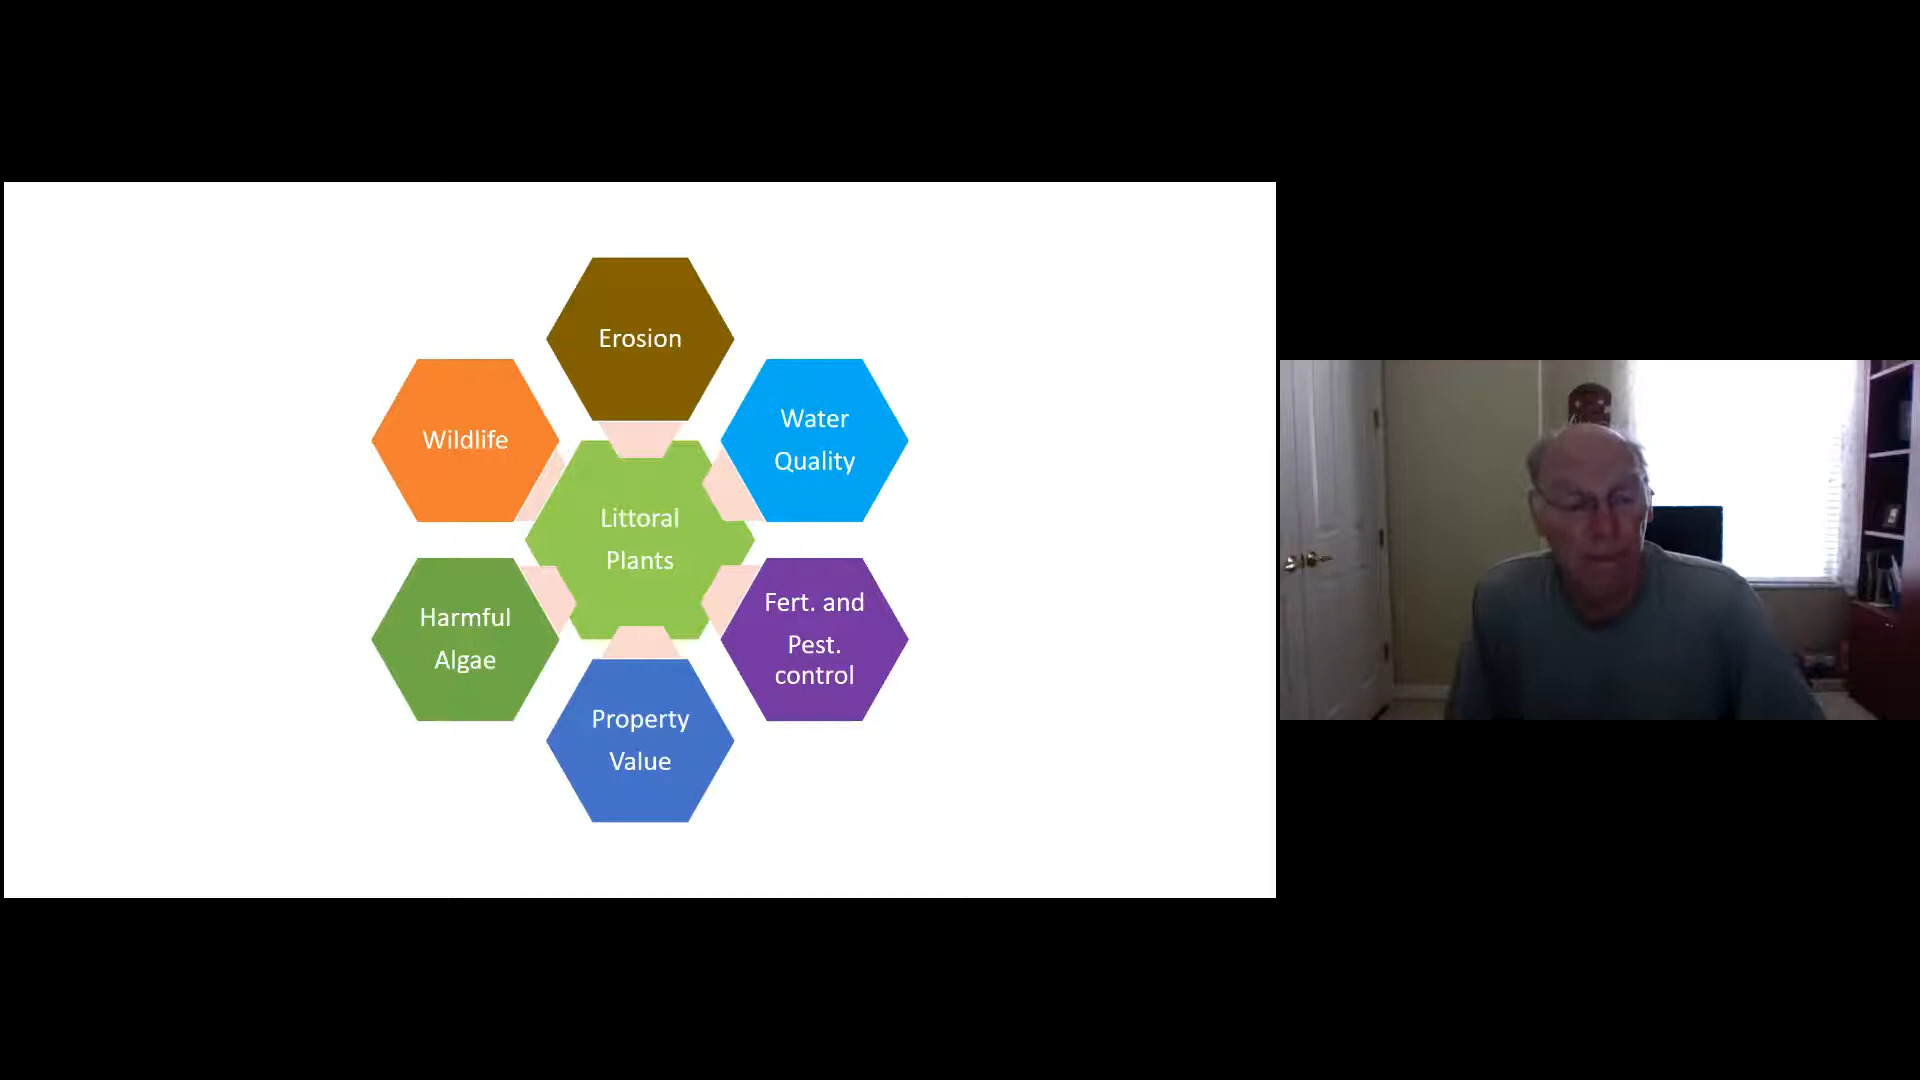 Erosion
Water
Quality
Wildlife
Littoral
Plants
Fert. and
Pest.
control
Harmful
Algae
Property
Value